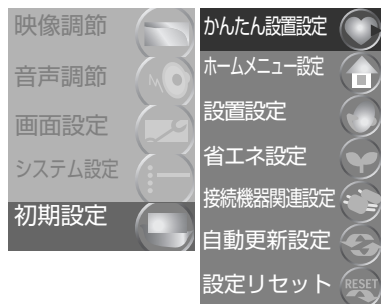 映像調節
音声調節
画面設定
システム設定
初期設定
かんたん設置設定
ホームメニュー設定
設置設定
省エネ設定
接続機器関連設定
自動更新設定
設定リセット
RESET